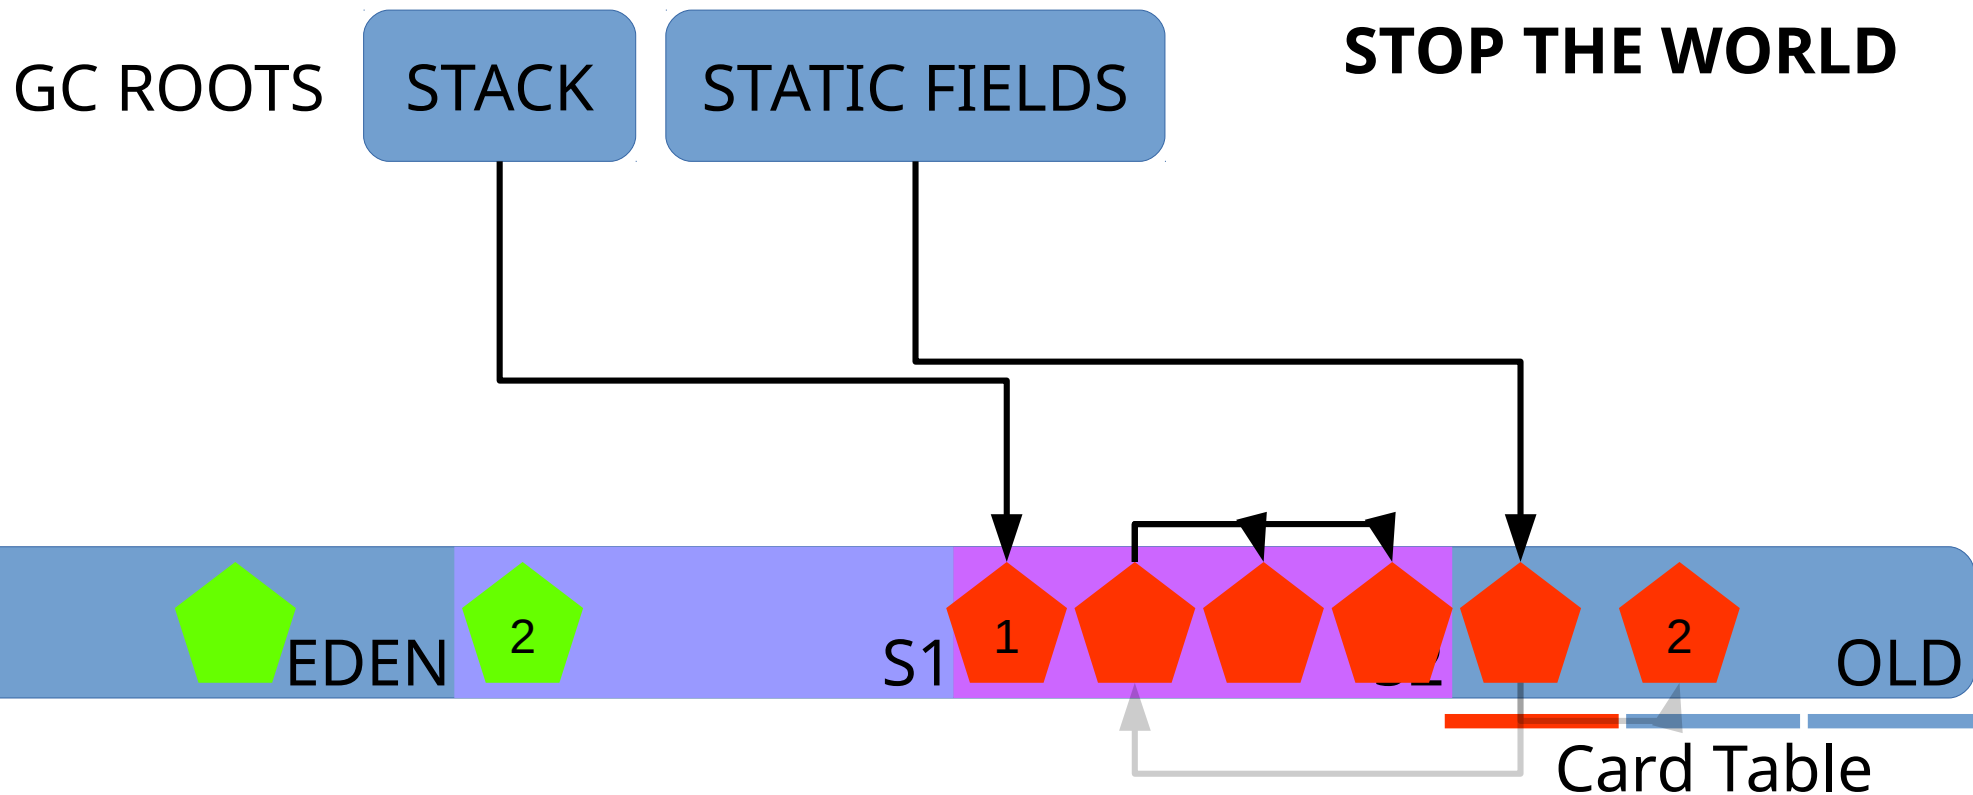 GC ROOTS
STACK
STATIC FIELDS
STOP THE WORLD
EDEN
2
S1
1
2
OLD
Card Table